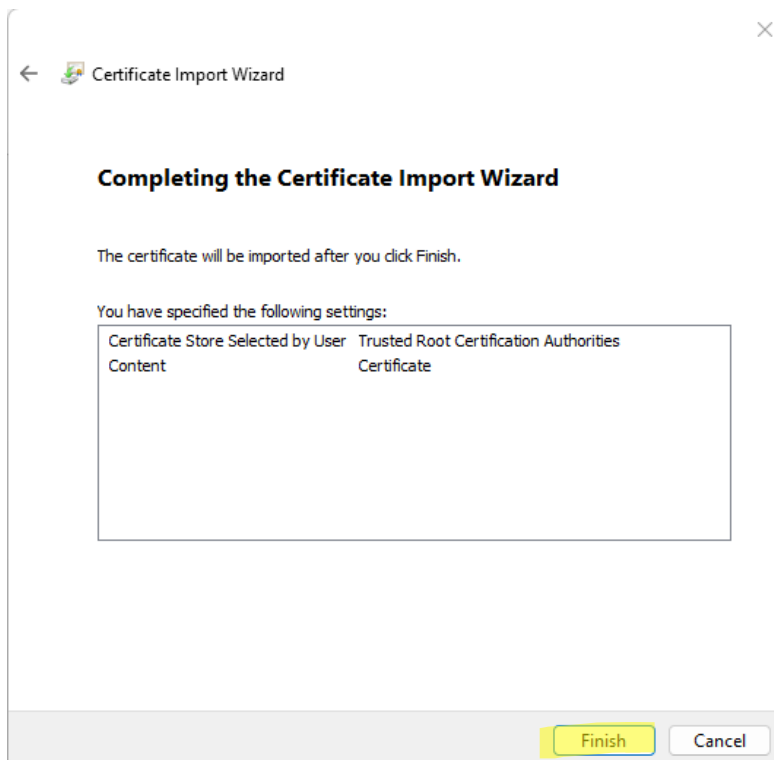 Certificate Import Wizard
Completing the Certificate Import Wizard
The certificate will be imported after you click Finish.
You have specified the following settings:
Certificate Store Selected by User Trusted Root Certification Authorities
Content Certificate
Finish Cancel